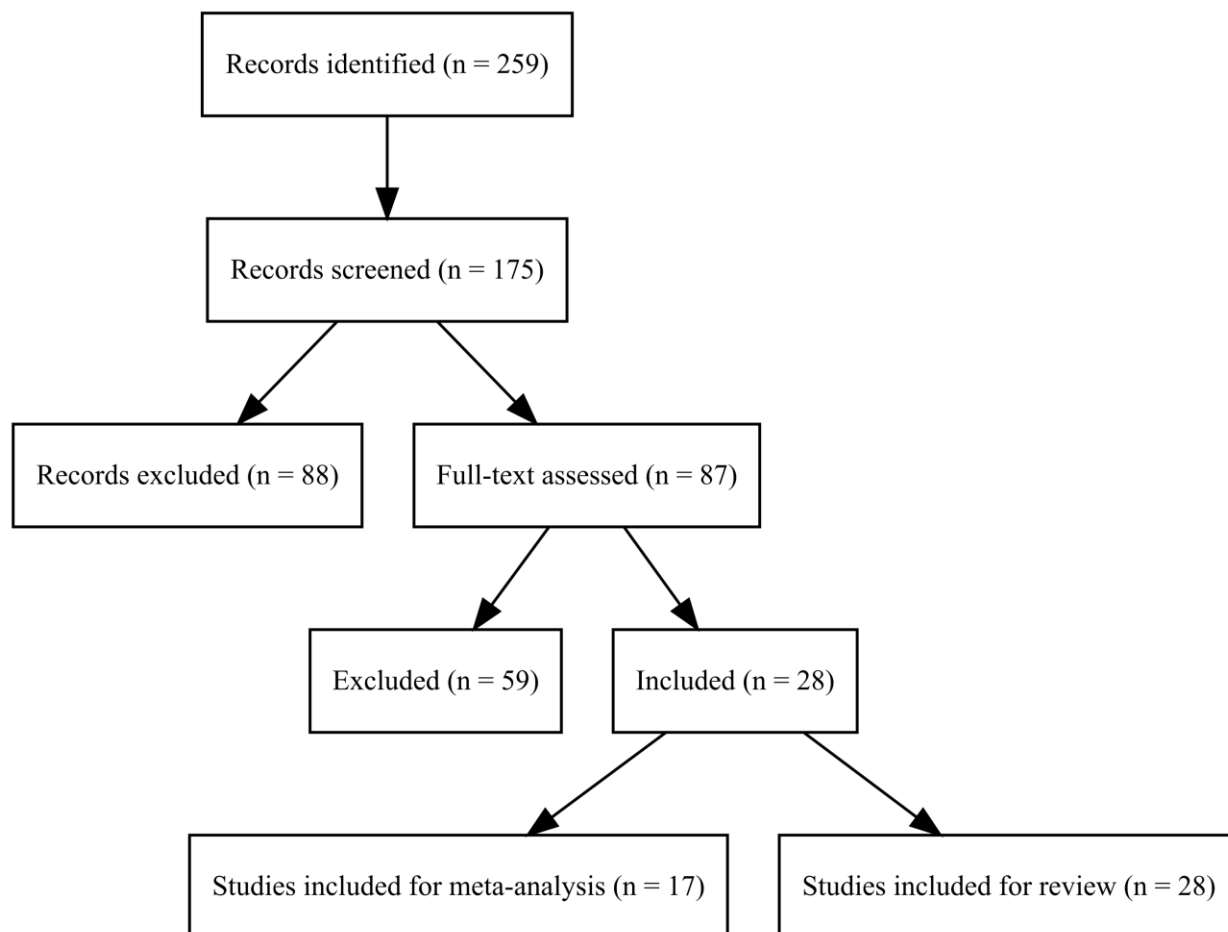 Records identified (n = 259)
Records screened (n = 175)
Records excluded (n = 88)
Full-text assessed (n = 87)
Excluded (n = 59)
Included (n = 28)
Studies included for meta-analysis (n = 17)
Studies included for review (n = 28)